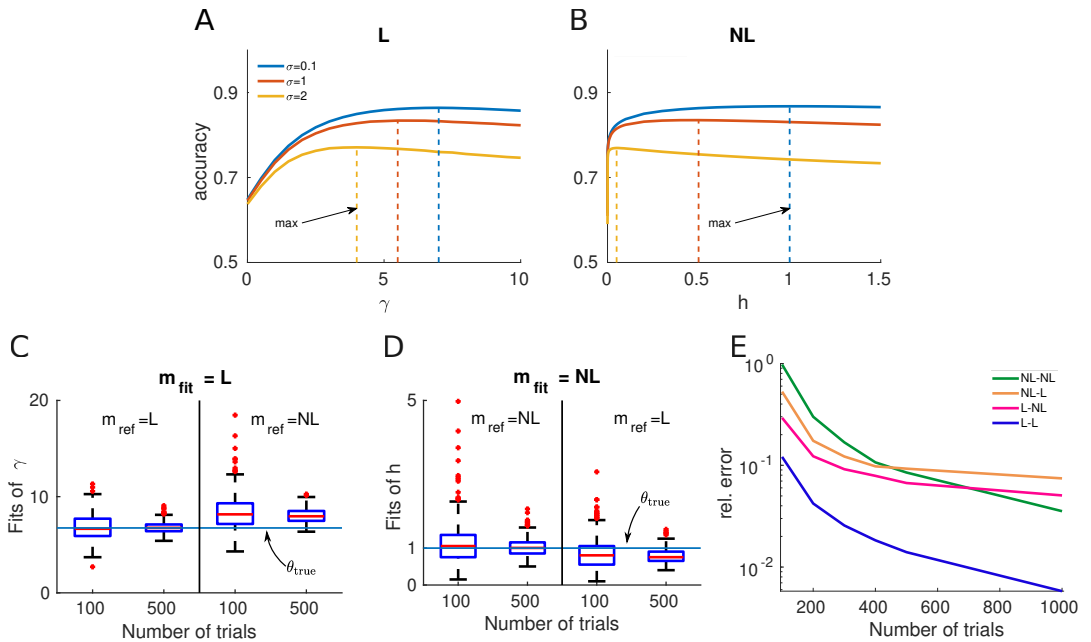 A
L
σ=0.1
σ=1
σ=2
accuracy
0.9
0.7
0.5
max
0
5
10
γ
B
NL
0.9
0.7
0.5
max
0
0.5
1
1.5
h
C
m_fit = L
Fits of γ
20
10
0
m_ref=L
m_ref=NL
θ_true
100
500
100
500
Number of trials
D
m_fit = NL
Fits of h
5
1
0
m_ref=NL
m_ref=L
θ_true
100
500
100
500
Number of trials
E
rel. error
10^0
10^-1
10^-2
NL-NL
NL-L
L-NL
L-L
200
400
600
800
1000
Number of trials